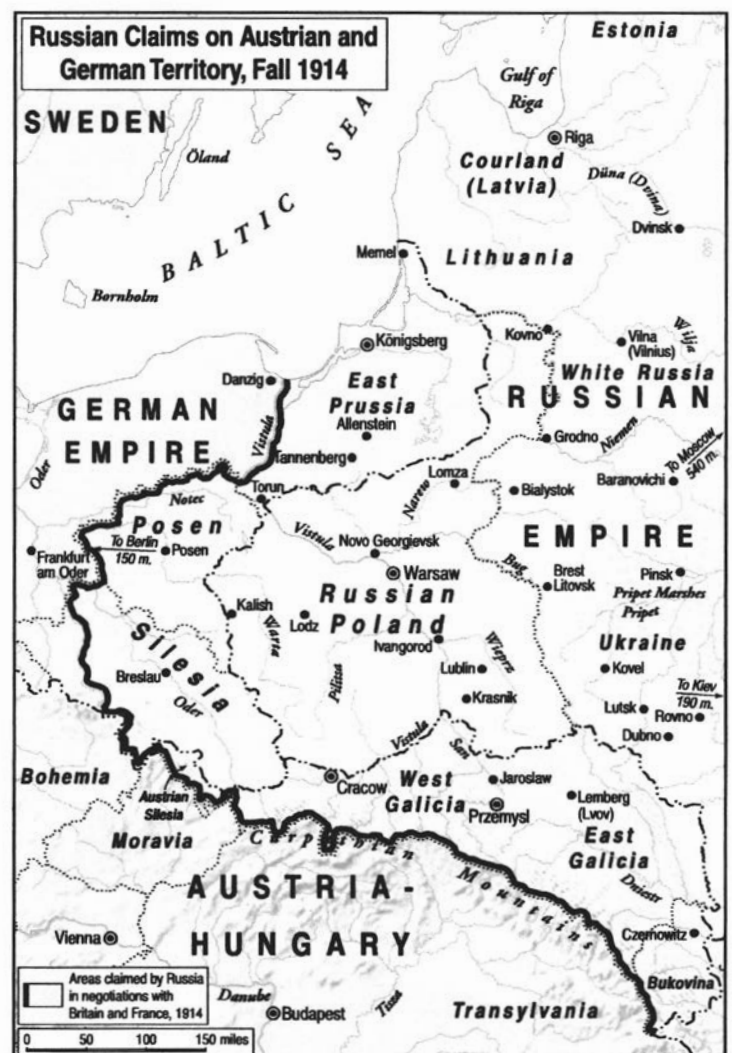 Russian Claims on Austrian and
German Territory, Fall 1914
Estonia
Gulf of
Riga
SWEDEN
Öland
BALTIC SEA
Riga
Courland
(Latvia)
Düna (Dvina)
Dvinsk
Memel
Lithuania
Bornholm
Königsberg
Kovno
Vilna
(Vilnius)
Wilja
Danzig
East
Prussia
White Russia
GERMAN
EMPIRE
RUSSIAN
EMPIRE
Allenstein
Vistula
Tannenberg
Grodno
Niemen
To Moscow
540 m.
Oder
Lomza
Torun
Narew
Bialystok
Baranovichi
Notec
Posen
Vistula
Novo Georgievsk
To Berlin
150 m.
Posen
Frankfurt
am Oder
Bug
Warsaw
Brest
Litovsk
Pinsk
Pripet Marshes
Pripet
Russian
Poland
Kalish
Warta
Lodz
Ivangorod
Wieprz
Ukraine
Silesia
Breslau
Oder
Pilitsa
Lublin
Krasnik
Kovel
To Kiev
190 m.
Lutsk
Rovno
Dubno
Vistula
San
Bohemia
Cracow
West
Galicia
Jaroslaw
Przemysl
Lemberg
(Lvov)
Austrian
Silesia
Moravia
Carpathian Mountains
East
Galicia
Dniestr
AUSTRIA-
HUNGARY
Vienna
Czernowitz
Bukovina
Areas claimed by Russia
in negotiations with
Britain and France, 1914
Danube
Budapest
Tisza
Transylvania
0 50 100 150 miles